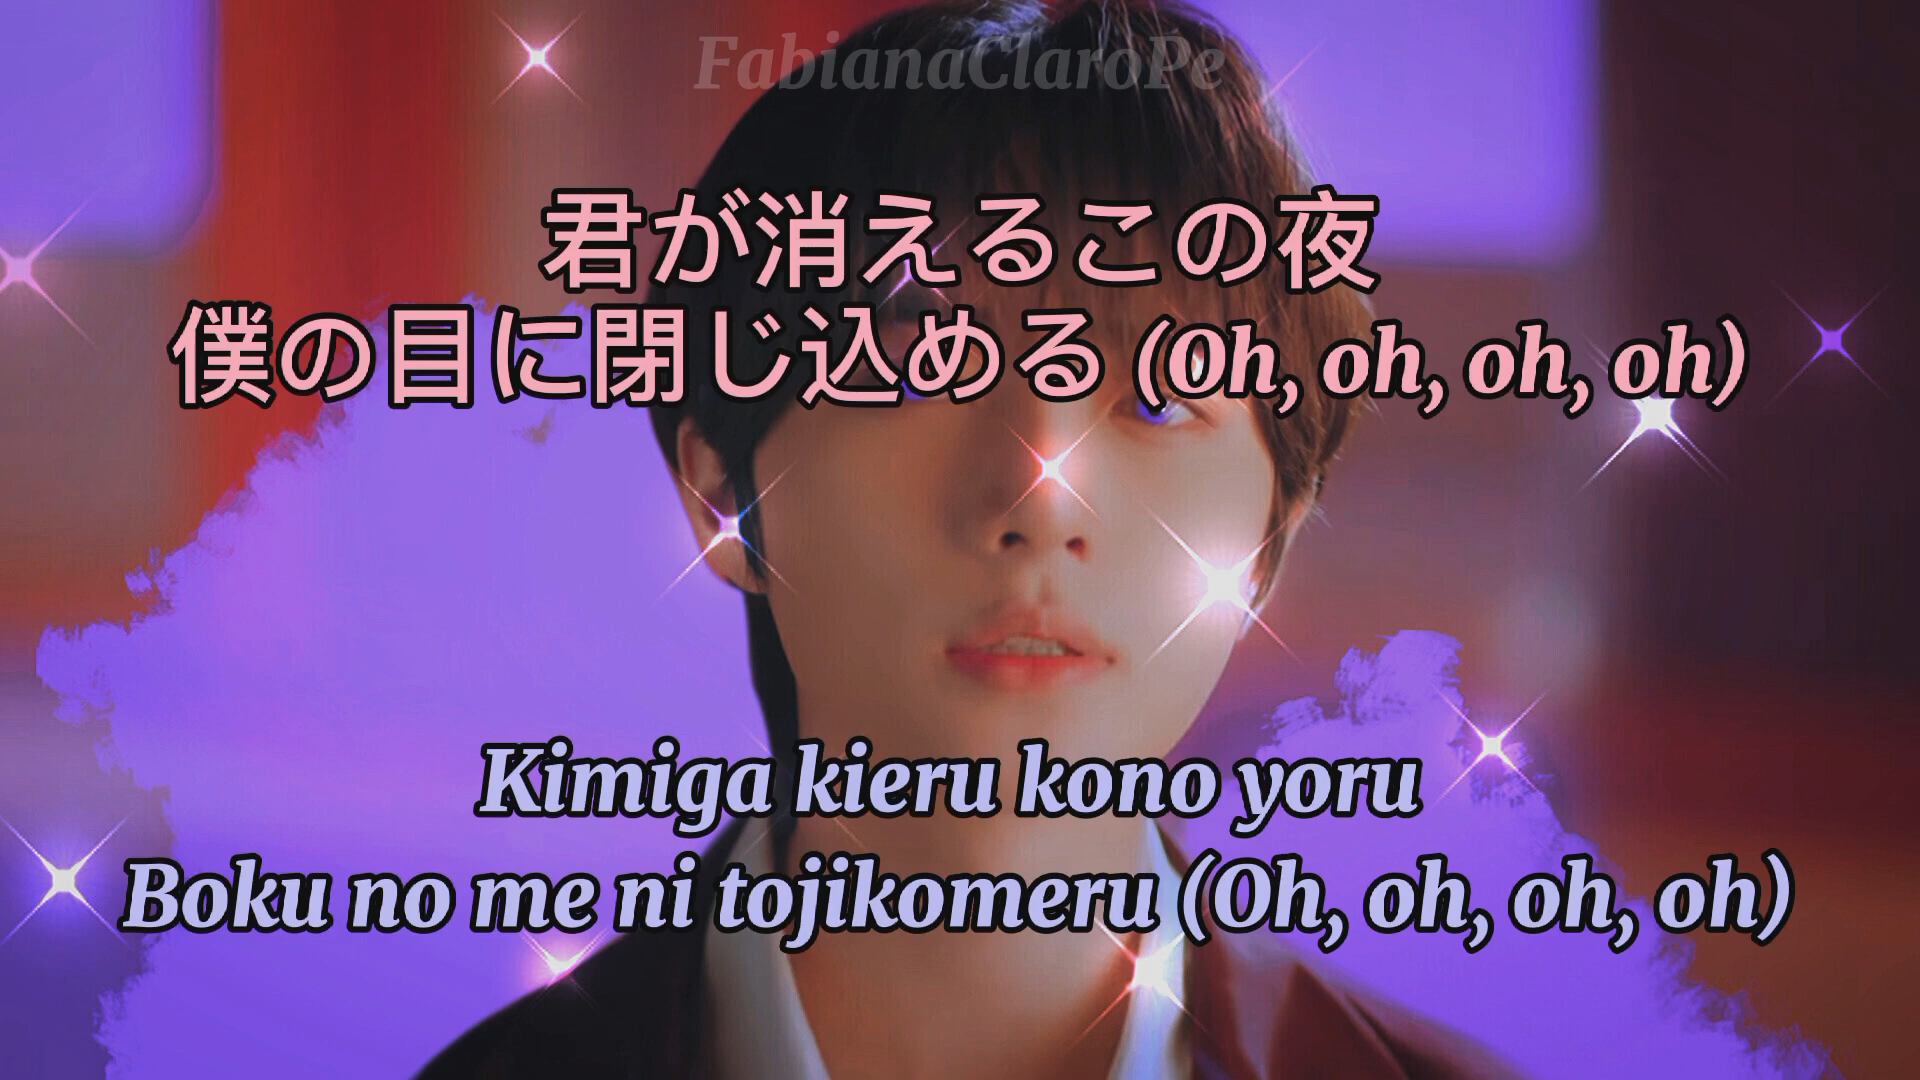 FabianaClaroPe
君が消えるこの夜
僕の目に閉じ込める (Oh, oh, oh, oh)
Kimiga kieru kono yoru
Boku no me ni tojikomeru (Oh, oh, oh, oh)